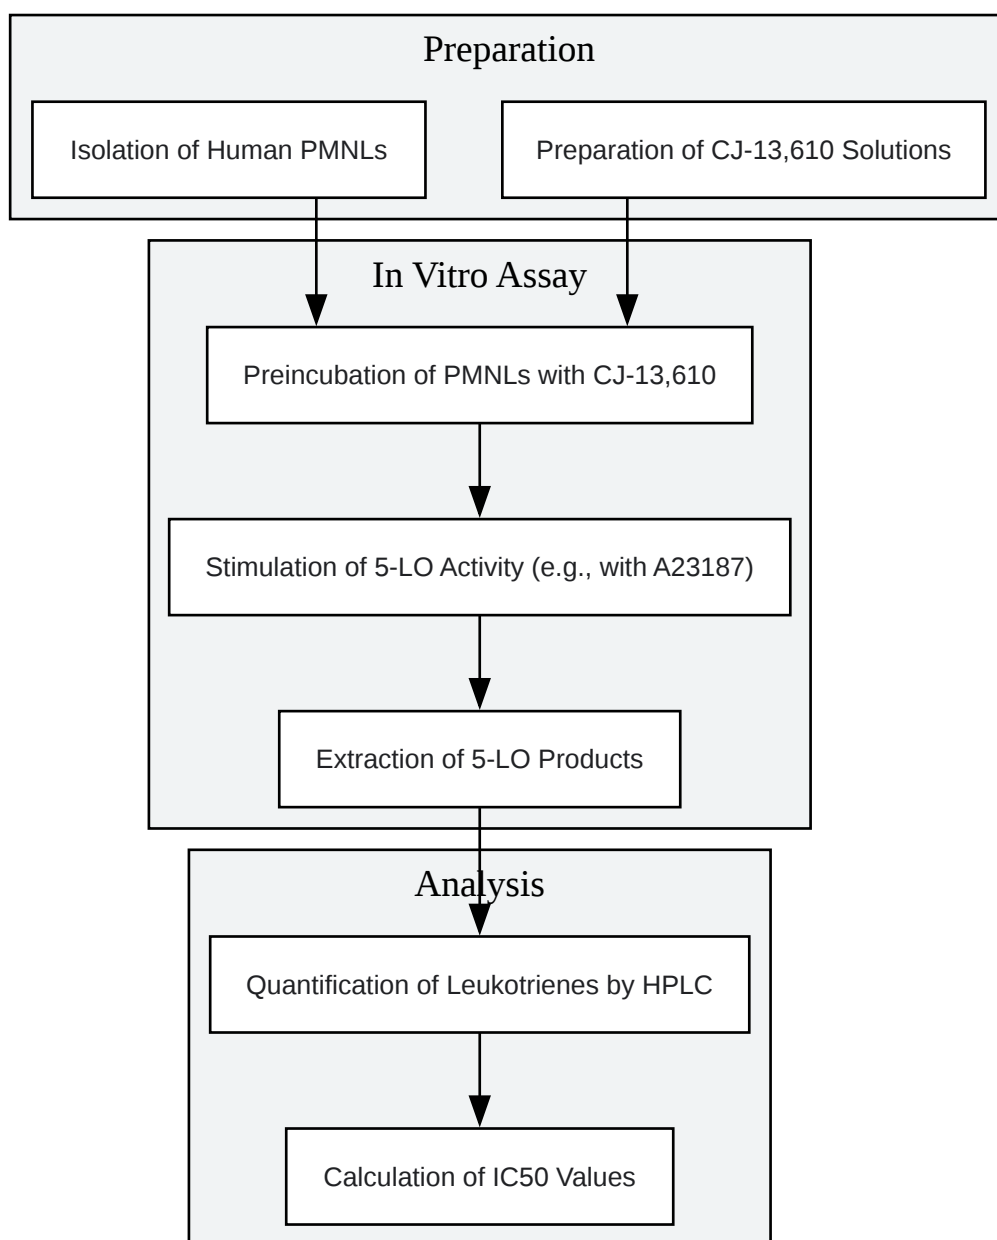 Preparation
Isolation of Human PMNLs
Preparation of CJ-13,610 Solutions
In Vitro Assay
Preincubation of PMNLs with CJ-13,610
Stimulation of 5-LO Activity (e.g., with A23187)
Extraction of 5-LO Products
Analysis
Quantification of Leukotrienes by HPLC
Calculation of IC50 Values